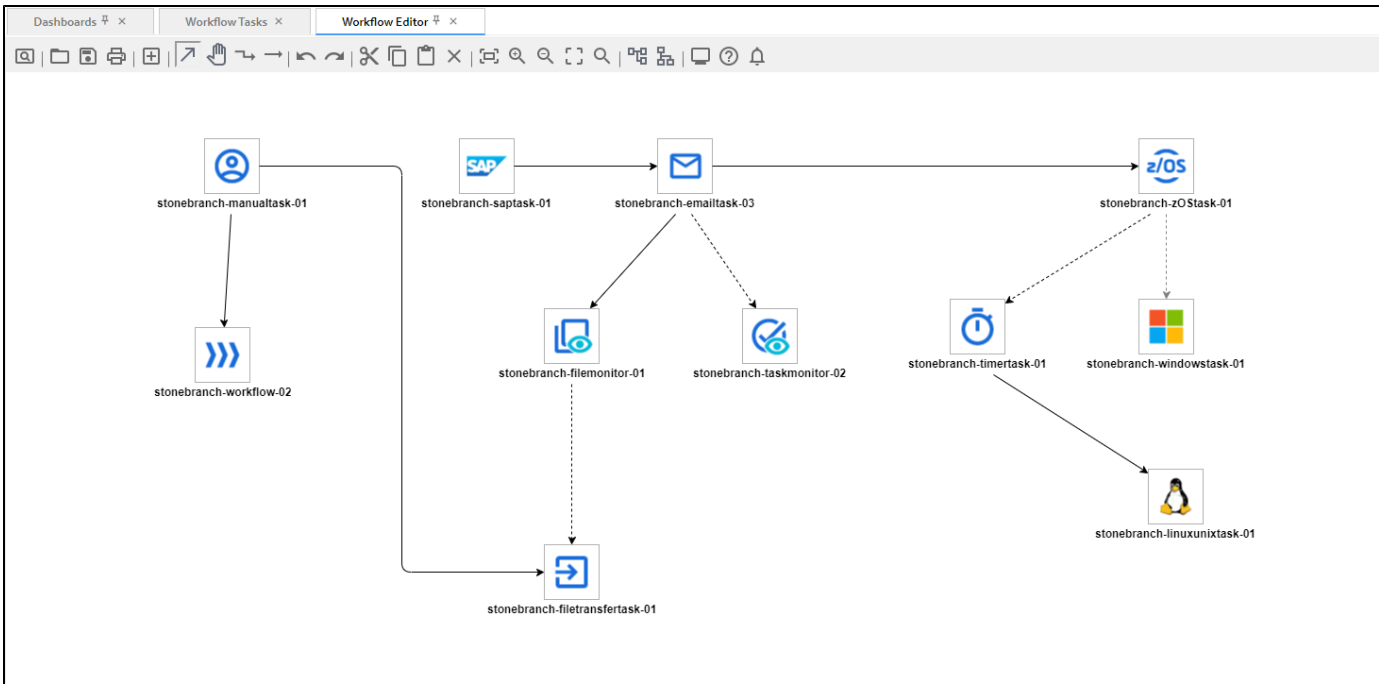 Dashboards
Workflow Tasks
Workflow Editor
SAP
z/OS
stonebranch-manualtask-01
stonebranch-saptask-01
stonebranch-emailtask-03
stonebranch-zOStask-01
stonebranch-timertask-01
stonebranch-windowstask-01
stonebranch-filemonitor-01
stonebranch-taskmonitor-02
stonebranch-workflow-02
stonebranch-linuxunixtask-01
stonebranch-filetransfertask-01